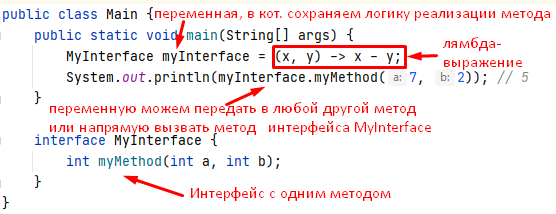 public class Main {
переменная, в кот. сохраняем логику реализации метода
public static void main(String[] args) {
MyInterface myInterface = (x, y) -> x - y;
лямбда-
выражение
System.out.println(myInterface.myMethod( a: 7, b: 2)); // 5
}
переменную можем передать в любой другой метод
или напрямую вызвать метод интерфейса MyInterface
interface MyInterface {
int myMethod(int a, int b);
}
Интерфейс с одним методом
}